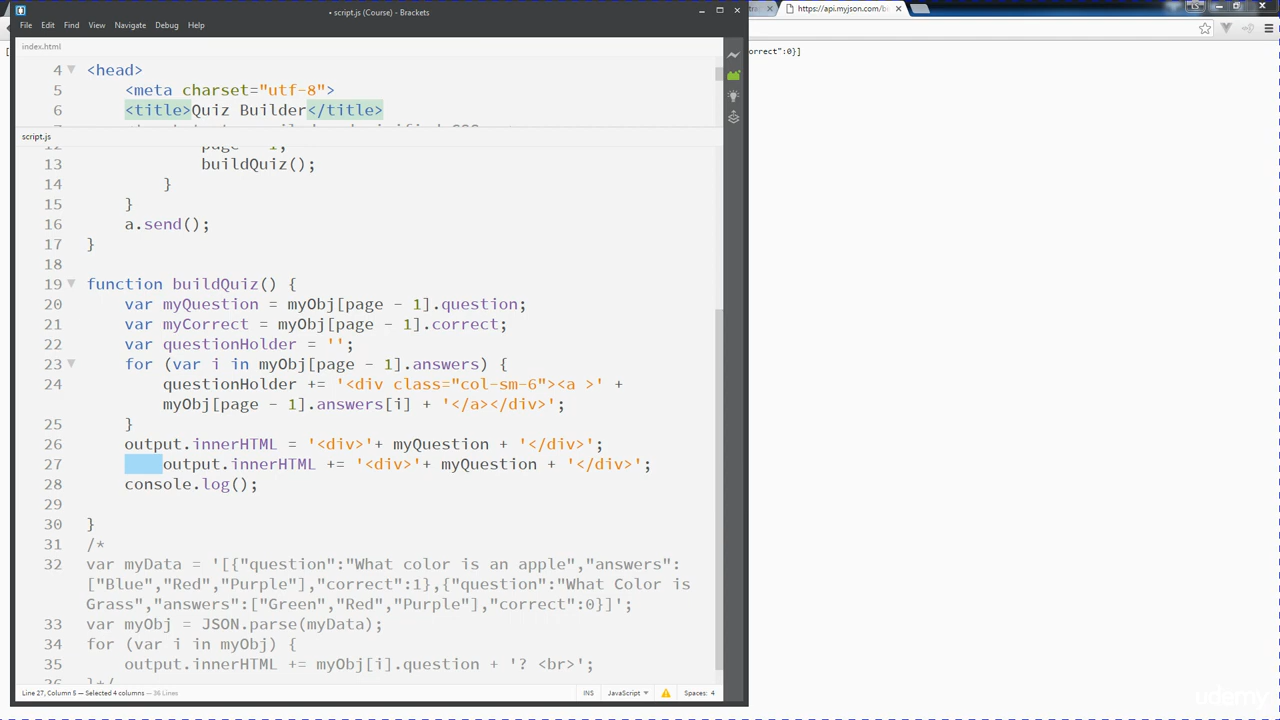 script.js (Course) - Brackets
https://api.myjson.com/b
File Edit Find View Navigate Debug Help
index.html
orrect":0}]
4 <head>
5 <meta charset="utf-8">
6 <title>Quiz Builder</title>
script.js
13 buildQuiz();
14 }
15 }
16 a.send();
17 }
18
19 function buildQuiz() {
20 var myQuestion = myObj[page - 1].question;
21 var myCorrect = myObj[page - 1].correct;
22 var questionHolder = '';
23 for (var i in myObj[page - 1].answers) {
24 questionHolder += '<div class="col-sm-6"><a >' +
myObj[page - 1].answers[i] + '</a></div>';
25 }
26 output.innerHTML = '<div>'+ myQuestion + '</div>';
27 output.innerHTML += '<div>'+ myQuestion + '</div>';
28 console.log();
29
30 }
31 /*
32 var myData = '[{"question":"What color is an apple","answers":
["Blue","Red","Purple"],"correct":1},{"question":"What Color is
Grass","answers":["Green","Red","Purple"],"correct":0}]';
33 var myObj = JSON.parse(myData);
34 for (var i in myObj) {
35 output.innerHTML += myObj[i].question + '? <br>';
}*/
Line 27, Column 5 — Selected 4 columns — 36 Lines
INS JavaScript Spaces: 4
udemy